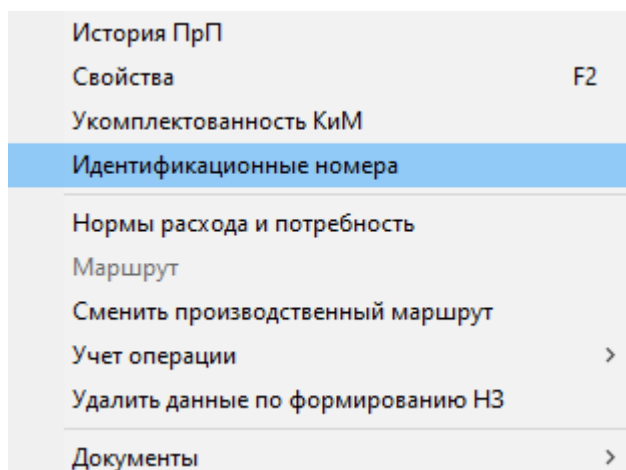 История ПрП
Свойства F2
Укомплектованность КиМ
Идентификационные номера
Нормы расхода и потребность
Маршрут
Сменить производственный маршрут
Учет операции >
Удалить данные по формированию НЗ
Документы >